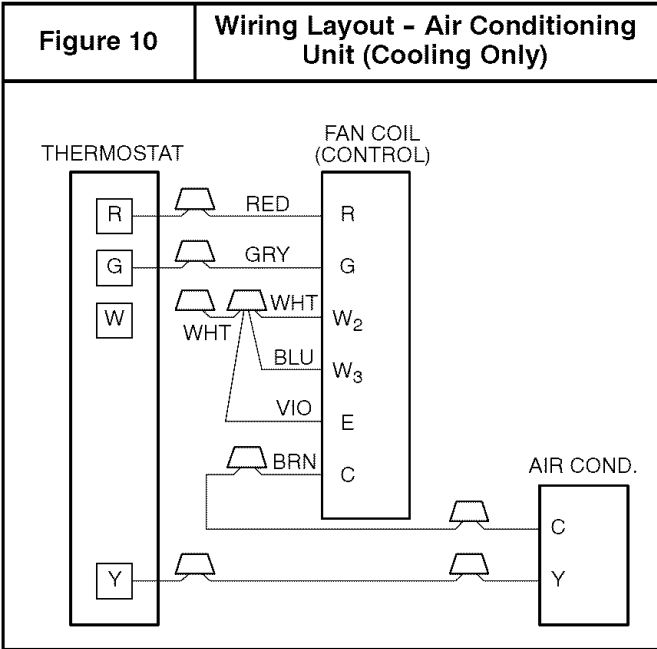 Figure 10
Wiring Layout – Air Conditioning
Unit (Cooling Only)
THERMOSTAT
FAN COIL
(CONTROL)
R
RED
R
G
GRY
G
W
WHT
WHT
W2
BLU
W3
VIO
E
BRN
C
AIR COND.
C
Y
Y